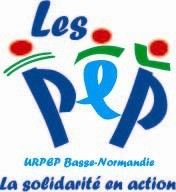 Les
pep
URPEP Basse-Normandie
La solidarité en action